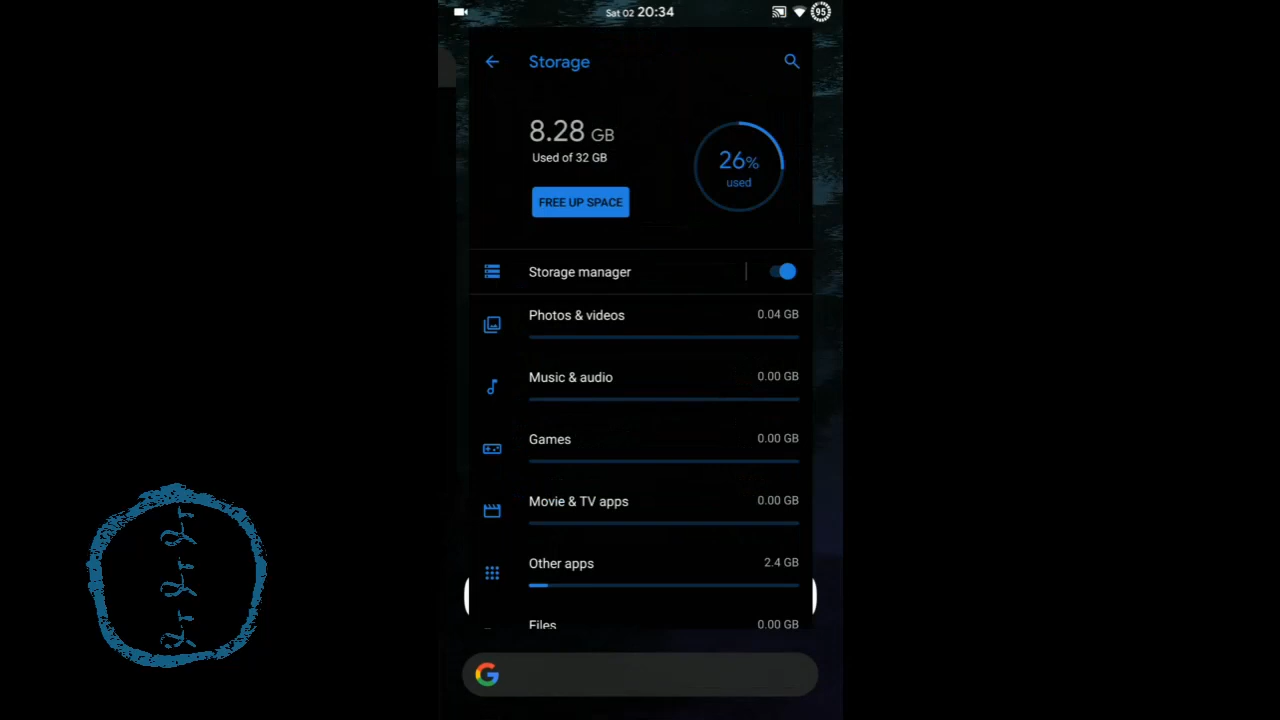 Sat 02 20:34
95
Storage
8.28 GB
Used of 32 GB
26%
used
FREE UP SPACE
Storage manager
Photos & videos 0.04 GB
Music & audio 0.00 GB
Games 0.00 GB
Movie & TV apps 0.00 GB
Other apps 2.4 GB
Files 0.00 GB